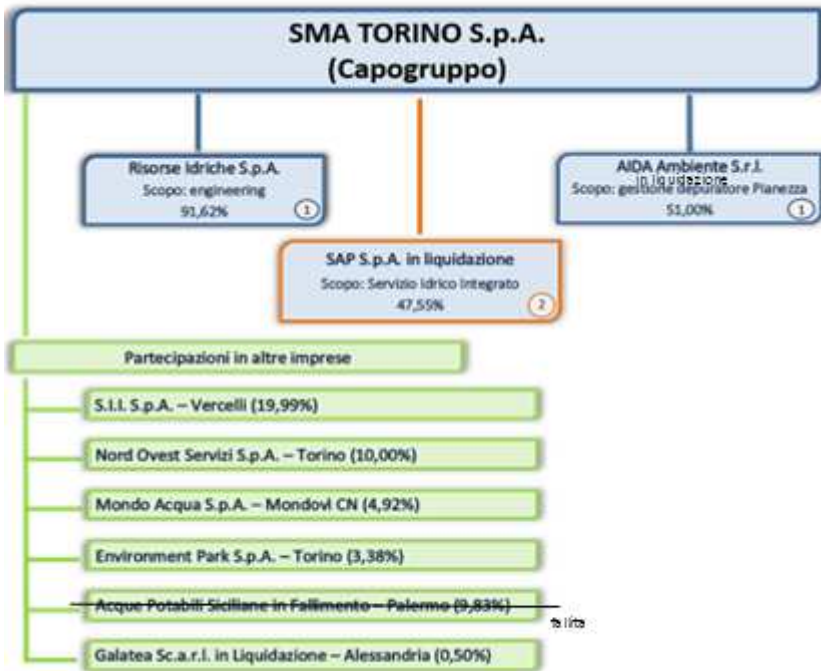 SMA TORINO S.p.A.
(Capogruppo)
Risorse Idriche S.p.A.
Scopo: engineering
91,62%
1
AIDA Ambiente S.r.l.
in liquidazione
Scopo: gestione depuratore Pianezza
51,00%
1
SAP S.p.A. in liquidazione
Scopo: Servizio Idrico Integrato
47,55%
2
Partecipazioni in altre imprese
S.I.I. S.p.A. – Vercelli (19,99%)
Nord Ovest Servizi S.p.A. – Torino (10,00%)
Mondo Acqua S.p.A. – Mondovì CN (4,92%)
Environment Park S.p.A. – Torino (3,38%)
Acque Potabili Siciliane in Fallimento – Palermo (9,83%)
fallita
Galatea Sc.a.r.l. in Liquidazione – Alessandria (0,50%)